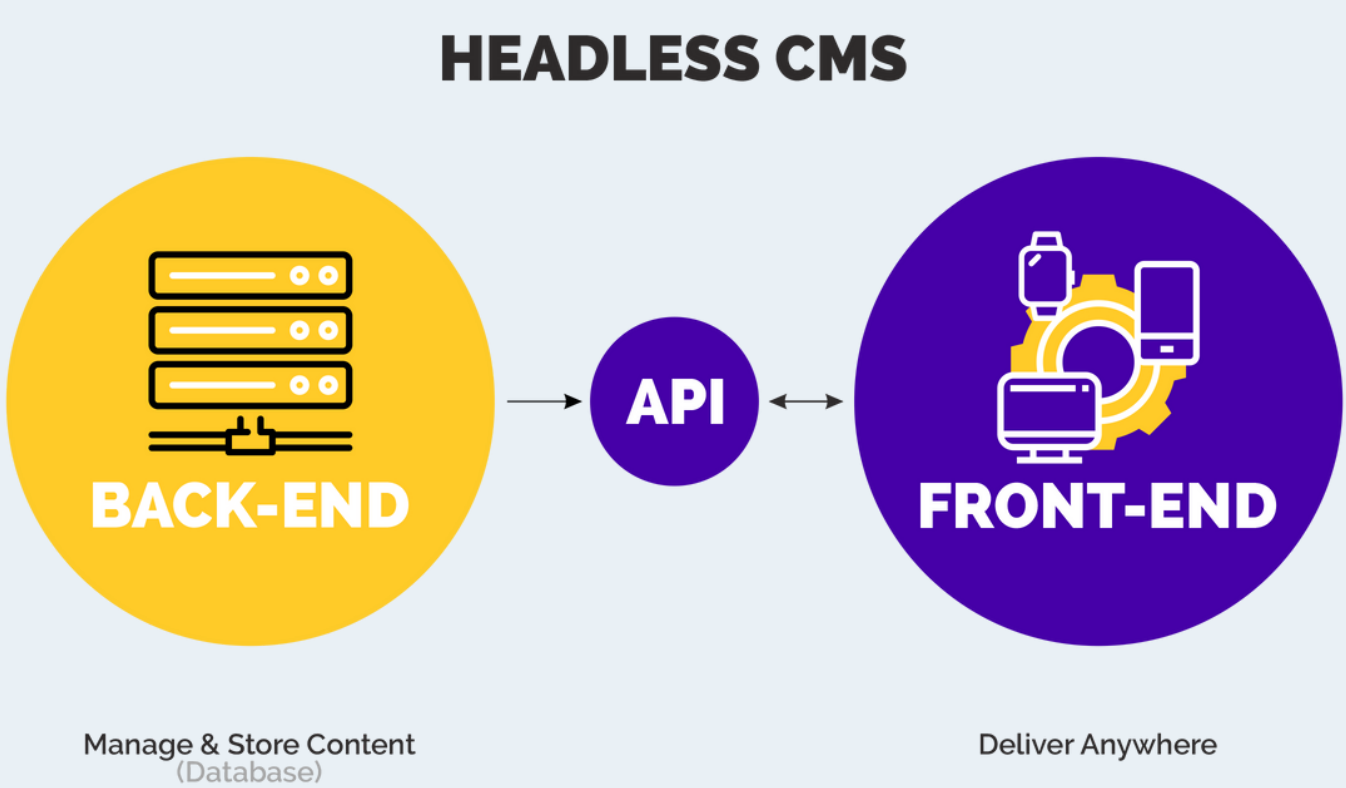 HEADLESS CMS
BACK-END
API
FRONT-END
Manage & Store Content
(Database)
Deliver Anywhere